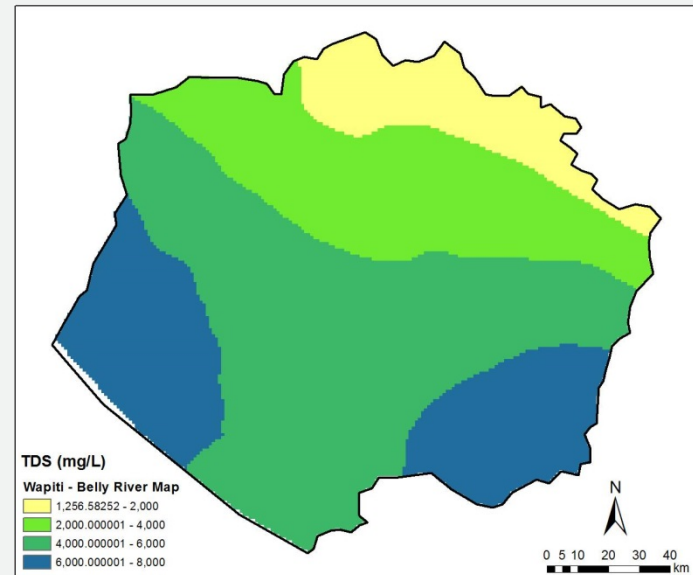 TDS (mg/L)
Wapiti - Belly River Map
1,256.58252 - 2,000
2,000.000001 - 4,000
4,000.000001 - 6,000
6,000.000001 - 8,000
N
0 5 10 20 30 40
km